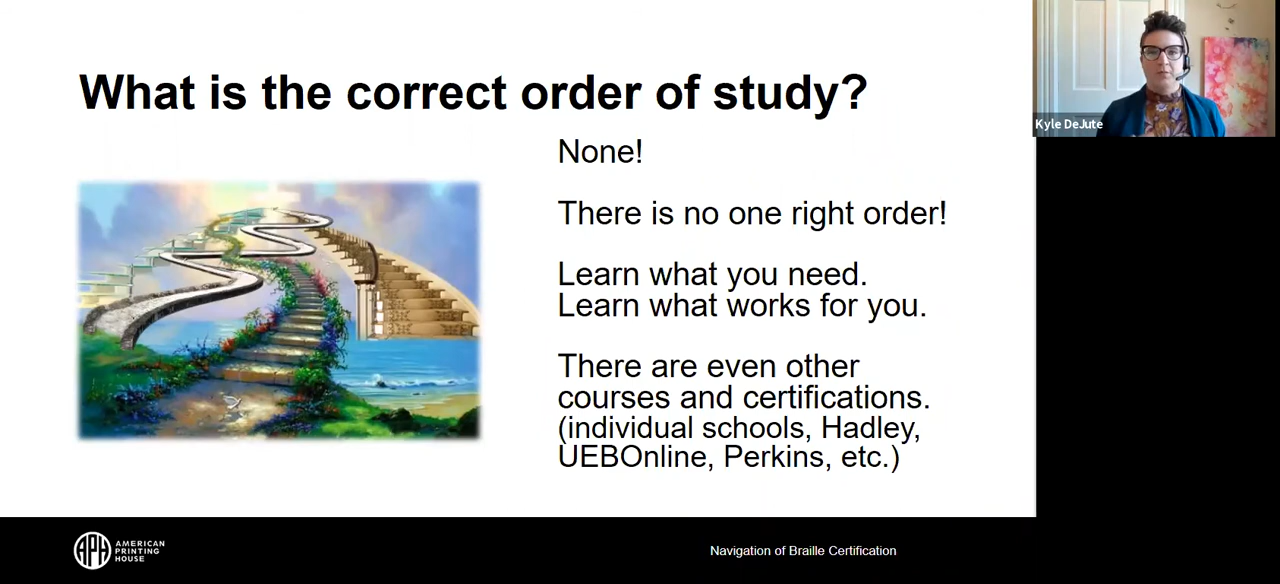 What is the correct order of study?
None!
There is no one right order!
Learn what you need.
Learn what works for you.
There are even other
courses and certifications.
(individual schools, Hadley,
UEBOnline, Perkins, etc.)
Kyle DeJute
APH
AMERICAN
PRINTING
HOUSE
Navigation of Braille Certification